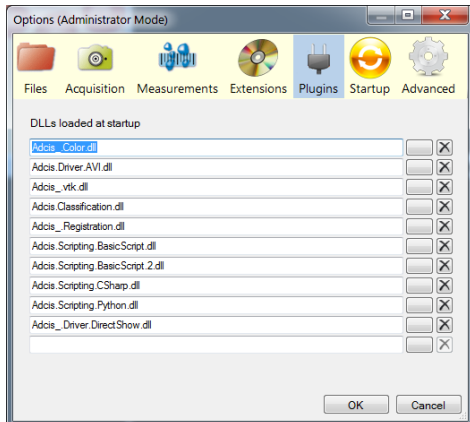 Options (Administrator Mode)
Files Acquisition Measurements Extensions Plugins Startup Advanced
DLLs loaded at startup
Adcis_.Color.dll
Adcis.Driver.AVI.dll
Adcis_.vtk.dll
Adcis.Classification.dll
Adcis_.Registration.dll
Adcis.Scripting.BasicScript.dll
Adcis.Scripting.BasicScript.2.dll
Adcis.Scripting.CSharp.dll
Adcis.Scripting.Python.dll
Adcis_.Driver.DirectShow.dll
OK Cancel